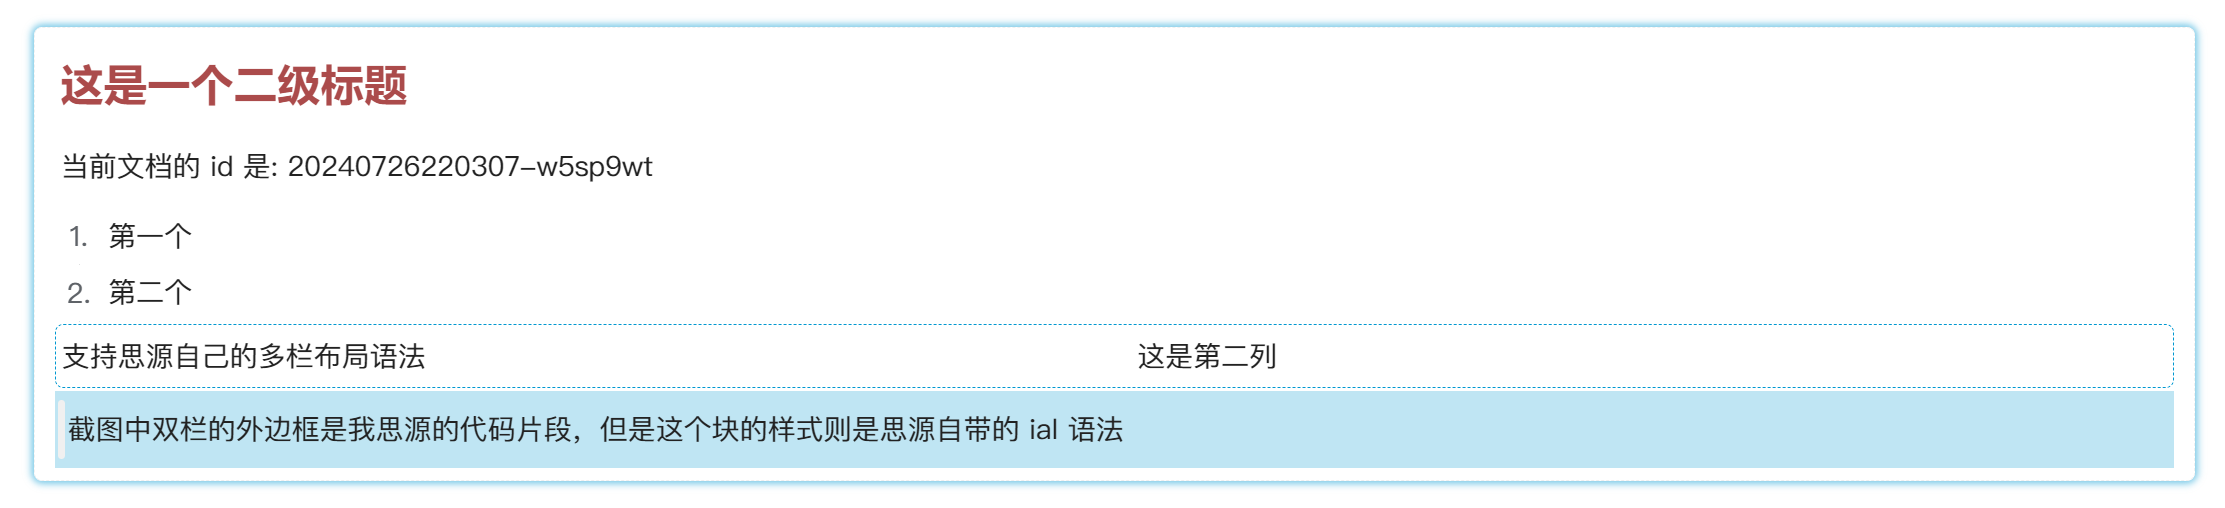 这是一个二级标题
当前文档的 id 是: 20240726220307-w5sp9wt
1. 第一个
2. 第二个
支持思源自己的多栏布局语法 这是第二列
截图中双栏的外边框是我思源的代码片段，但是这个块的样式则是思源自带的 ial 语法